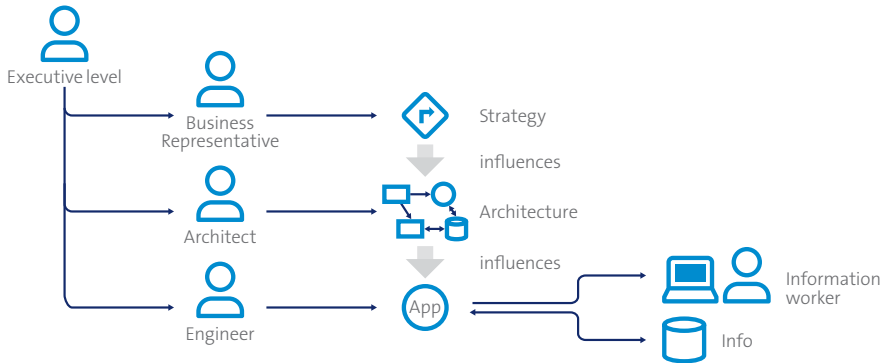 Executive level
Business
Representative
Strategy
influences
Architect
Architecture
influences
Engineer
App
Information
worker
Info